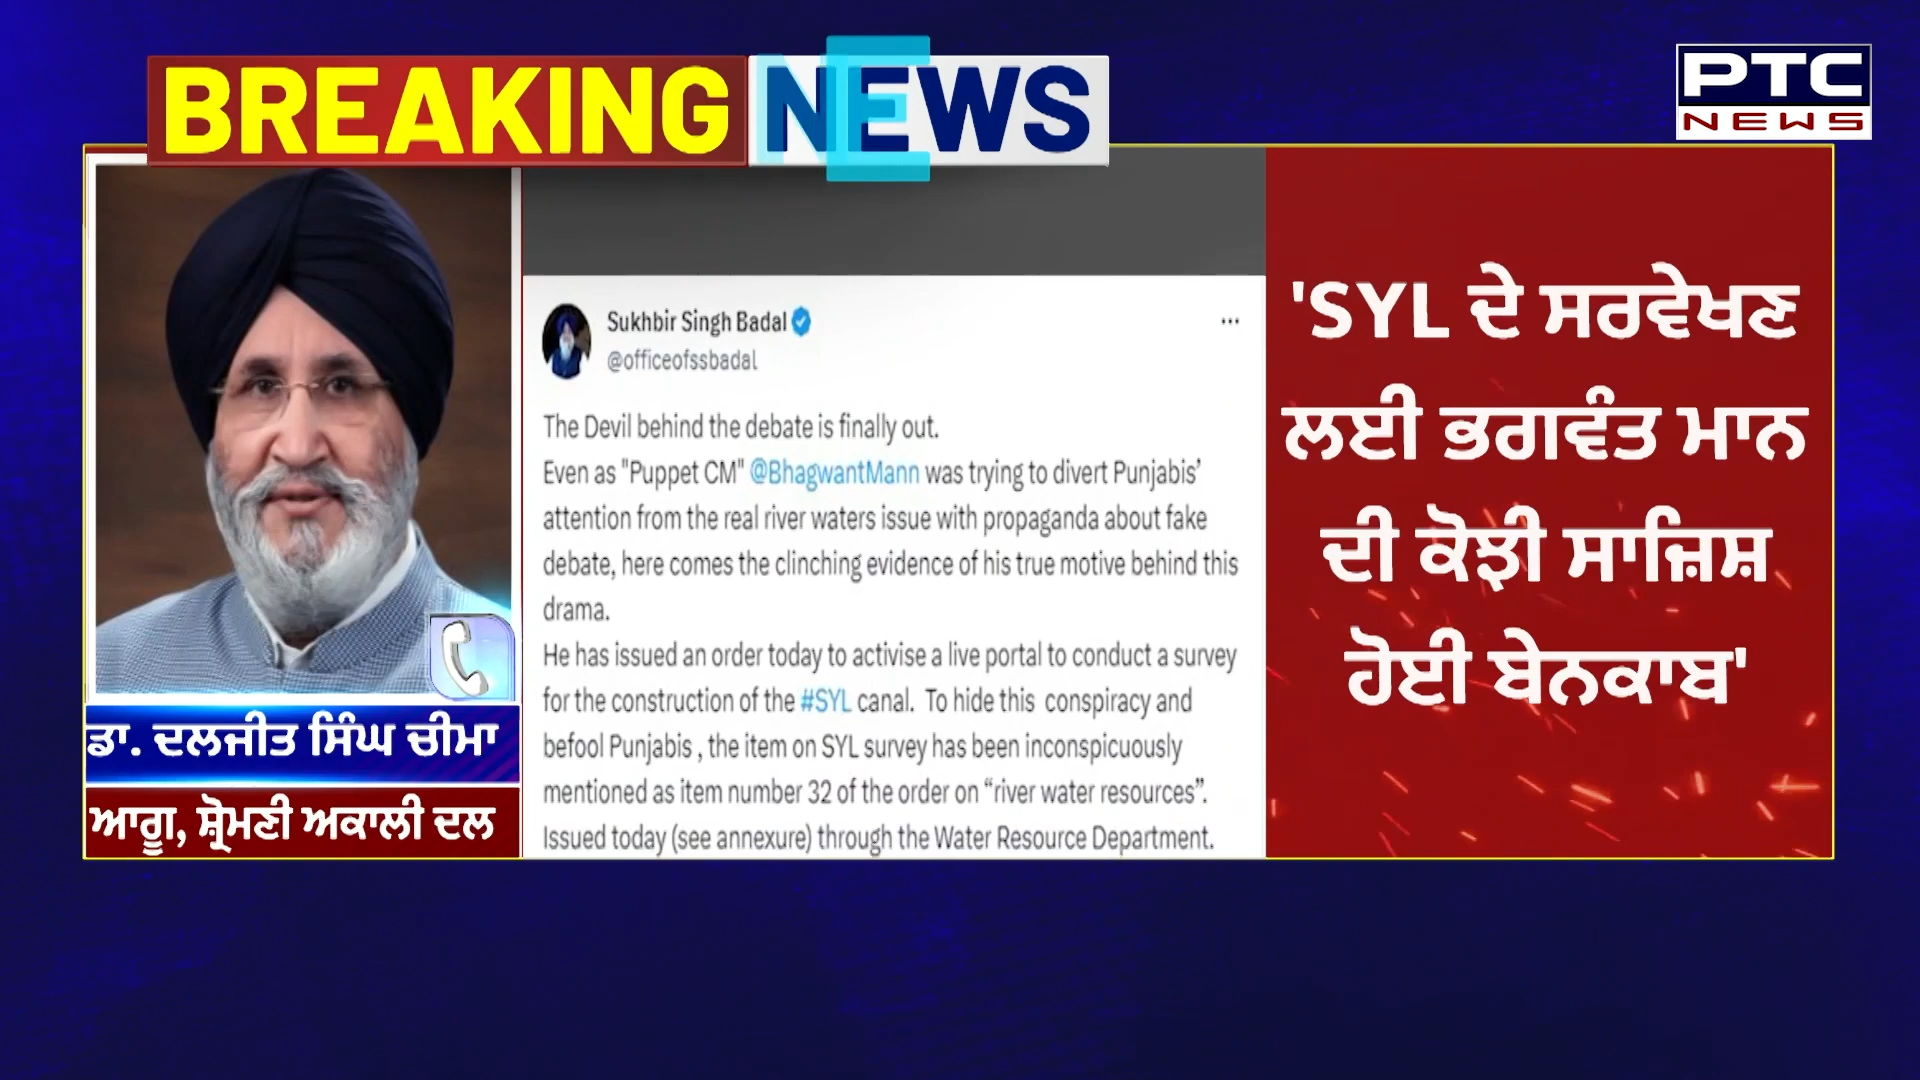 BREAKING NEWS
PTC
NEWS
Sukhbir Singh Badal
@officeofssbadal
The Devil behind the debate is finally out.
Even as "Puppet CM" @BhagwantMann was trying to divert Punjabis’
attention from the real river waters issue with propaganda about fake
debate, here comes the clinching evidence of his true motive behind this
drama.
He has issued an order today to activise a live portal to conduct a survey
for the construction of the #SYL canal. To hide this conspiracy and
befool Punjabis , the item on SYL survey has been inconspicuously
mentioned as item number 32 of the order on “river water resources”.
Issued today (see annexure) through the Water Resource Department.
'SYL ਦੇ ਸਰਵੇਖਣ
ਲਈ ਭਗਵੰਤ ਮਾਨ
ਦੀ ਕੋਝੀ ਸਾਜ਼ਿਸ਼
ਹੋਈ ਬੇਨਕਾਬ'
ਡਾ. ਦਲਜੀਤ ਸਿੰਘ ਚੀਮਾ
ਆਗੂ, ਸ਼੍ਰੋਮਣੀ ਅਕਾਲੀ ਦਲ